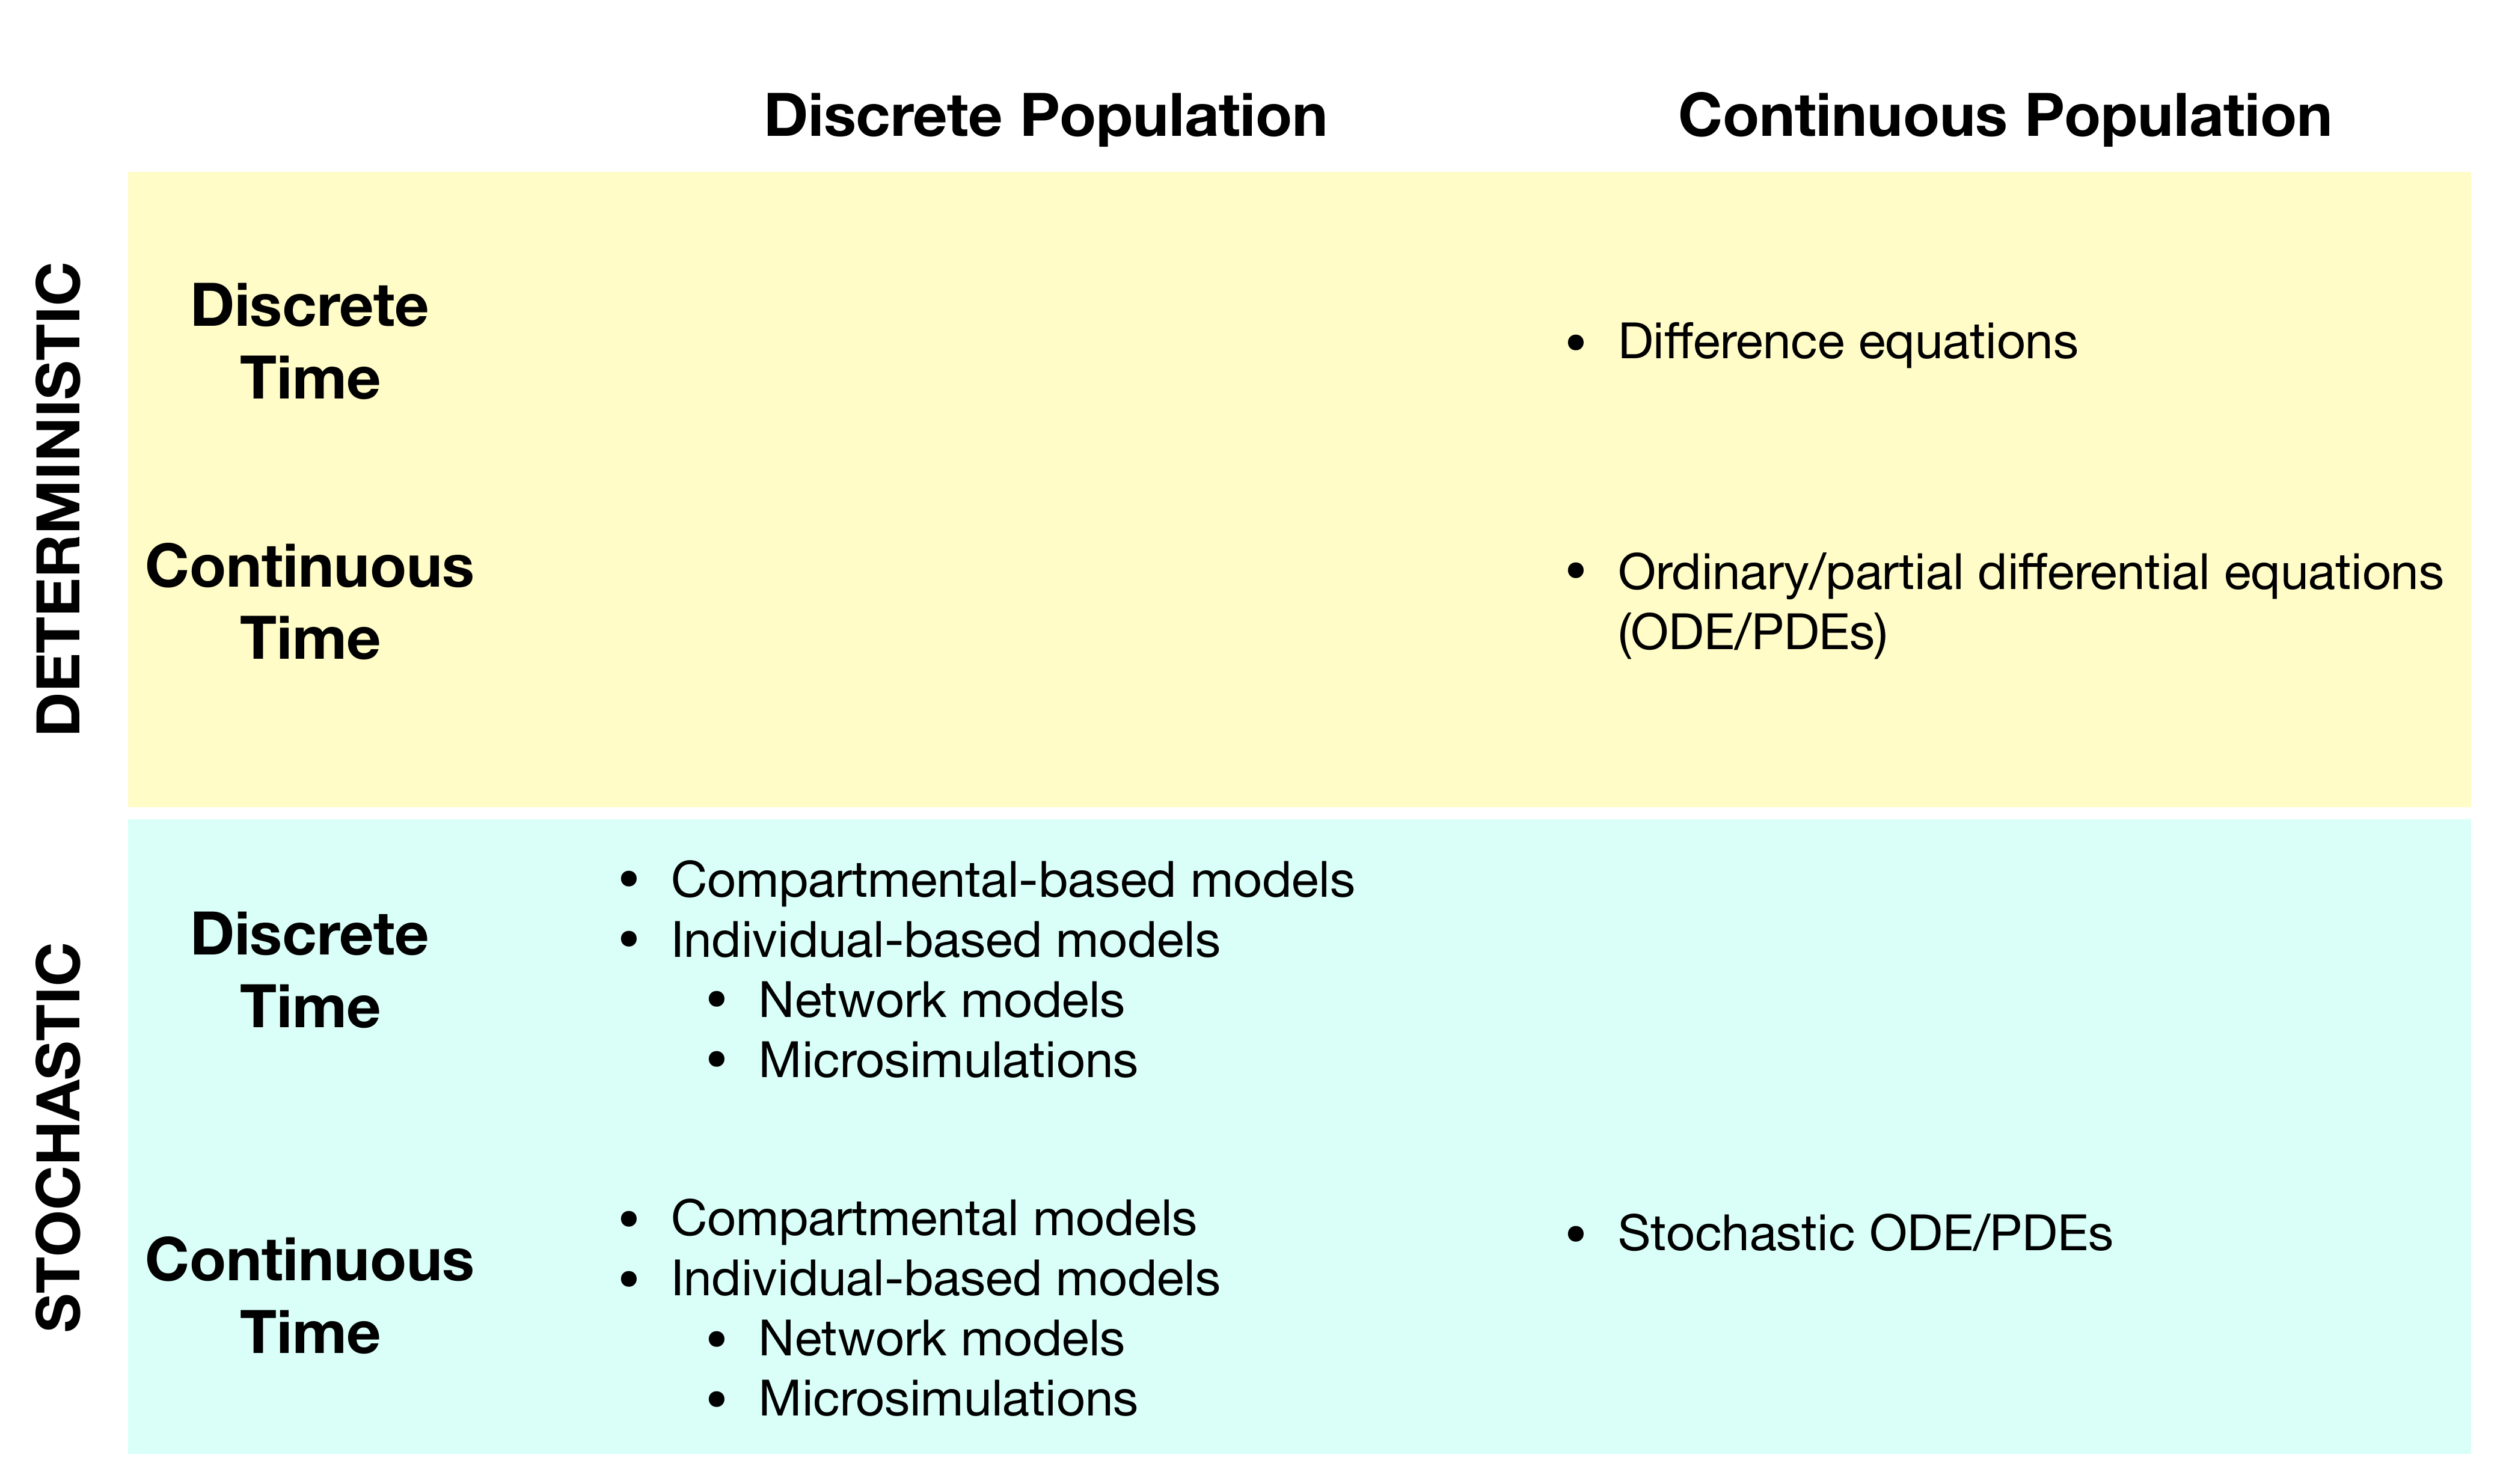 Discrete Population
Continuous Population
DETERMINISTIC
Discrete
Time
• Difference equations
Continuous
Time
• Ordinary/partial differential equations
(ODE/PDEs)
STOCHASTIC
Discrete
Time
• Compartmental-based models
• Individual-based models
• Network models
• Microsimulations
Continuous
Time
• Compartmental models
• Individual-based models
• Network models
• Microsimulations
• Stochastic ODE/PDEs